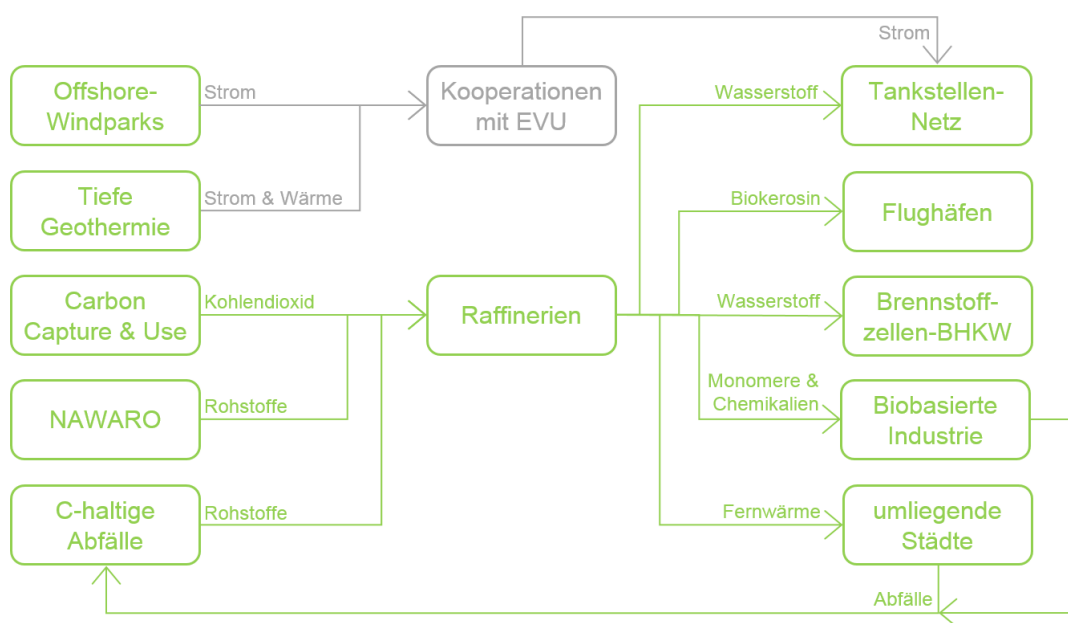 Strom
Offshore-
Windparks
Strom
Kooperationen
mit EVU
Wasserstoff
Tankstellen-
Netz
Tiefe
Geothermie
Strom & Wärme
Biokerosin
Flughäfen
Carbon
Capture & Use
Kohlendioxid
Raffinerien
Wasserstoff
Brennstoff-
zellen-BHKW
NAWARO
Rohstoffe
Monomere &
Chemikalien
Biobasierte
Industrie
C-haltige
Abfälle
Rohstoffe
Fernwärme
umliegende
Städte
Abfälle